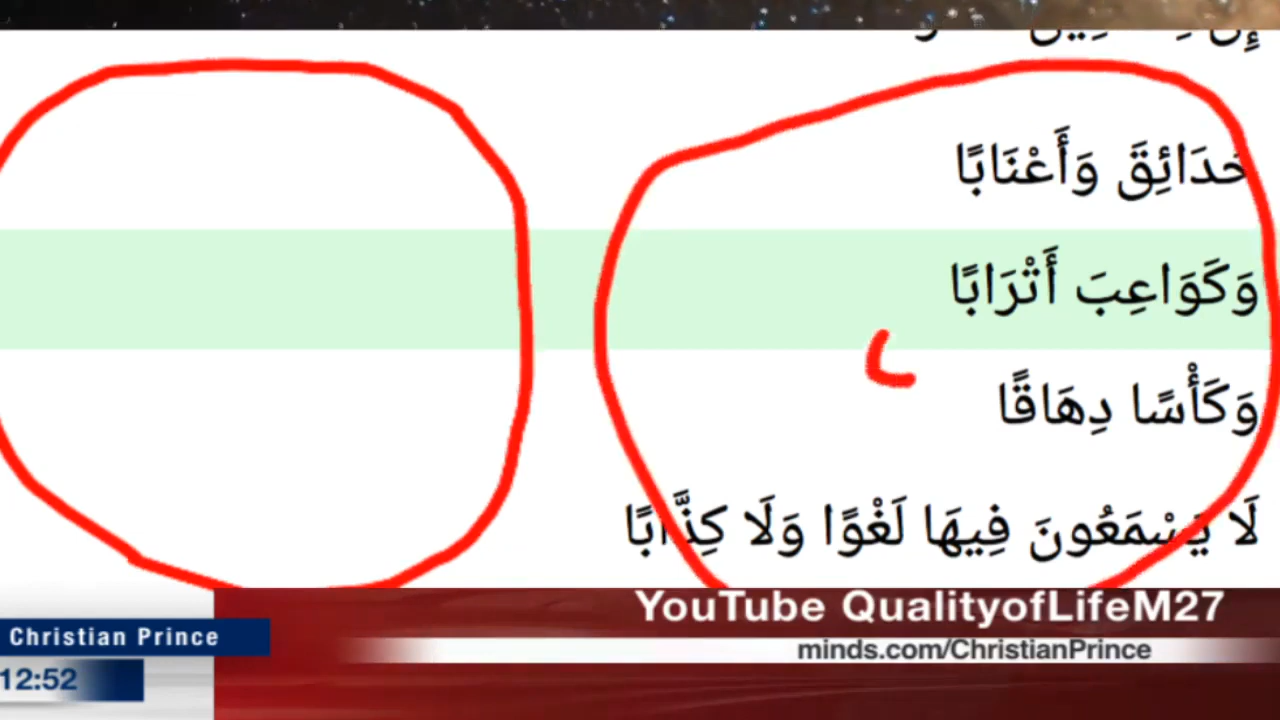 حَدَائِقَ وَأَعْنَابًا
وَكَوَاعِبَ أَتْرَابًا
وَكَأْسًا دِهَاقًا
لَا يَسْمَعُونَ فِيهَا لَغْوًا وَلَا كِذَّابًا
YouTube QualityofLifeM27
Christian Prince
minds.com/ChristianPrince
12:52